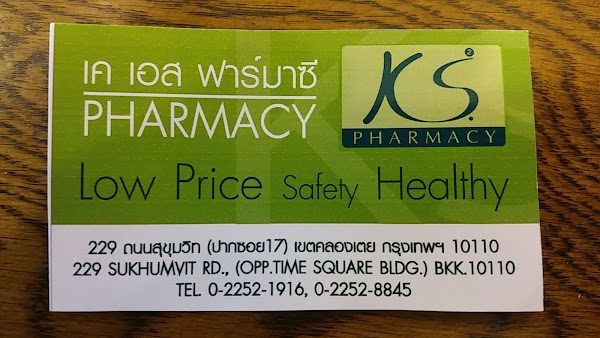 เค เอส ฟาร์มาซี
PHARMACY
KS 2
PHARMACY
Low Price Safety Healthy
229 ถนนสุขุมวิท (ปากซอย17) เขตคลองเตย กรุงเทพฯ 10110
229 SUKHUMVIT RD., (OPP.TIME SQUARE BLDG.) BKK.10110
TEL. 0-2252-1916, 0-2252-8845